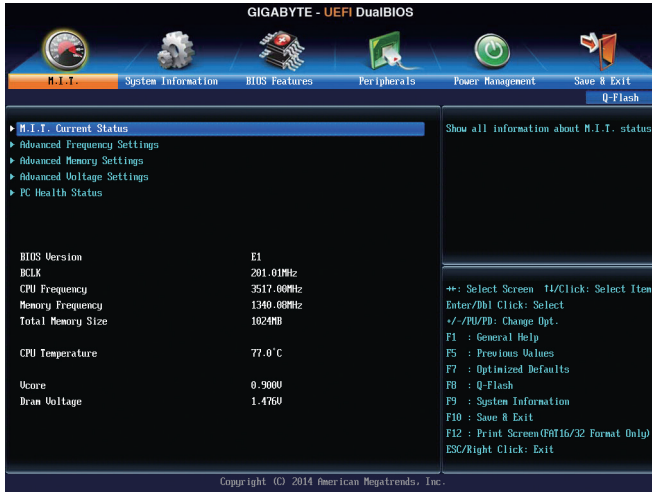 GIGABYTE - UEFI DualBIOS
M.I.T. System Information BIOS Features Peripherals Power Management Save & Exit
Q-Flash
M.I.T. Current Status
Advanced Frequency Settings
Advanced Memory Settings
Advanced Voltage Settings
PC Health Status
BIOS Version E1
BCLK 201.01MHz
CPU Frequency 3517.00MHz
Memory Frequency 1340.08MHz
Total Memory Size 1024MB
CPU Temperature 77.0°C
Vcore 0.900V
Dram Voltage 1.476V
Show all information about M.I.T. status
↔: Select Screen ↑↓/Click: Select Item
Enter/Dbl Click: Select
+/-/PU/PD: Change Opt.
F1 : General Help
F5 : Previous Values
F7 : Optimized Defaults
F8 : Q-Flash
F9 : System Information
F10 : Save & Exit
F12 : Print Screen(FAT16/32 Format Only)
ESC/Right Click: Exit
Copyright (C) 2014 American Megatrends, Inc.